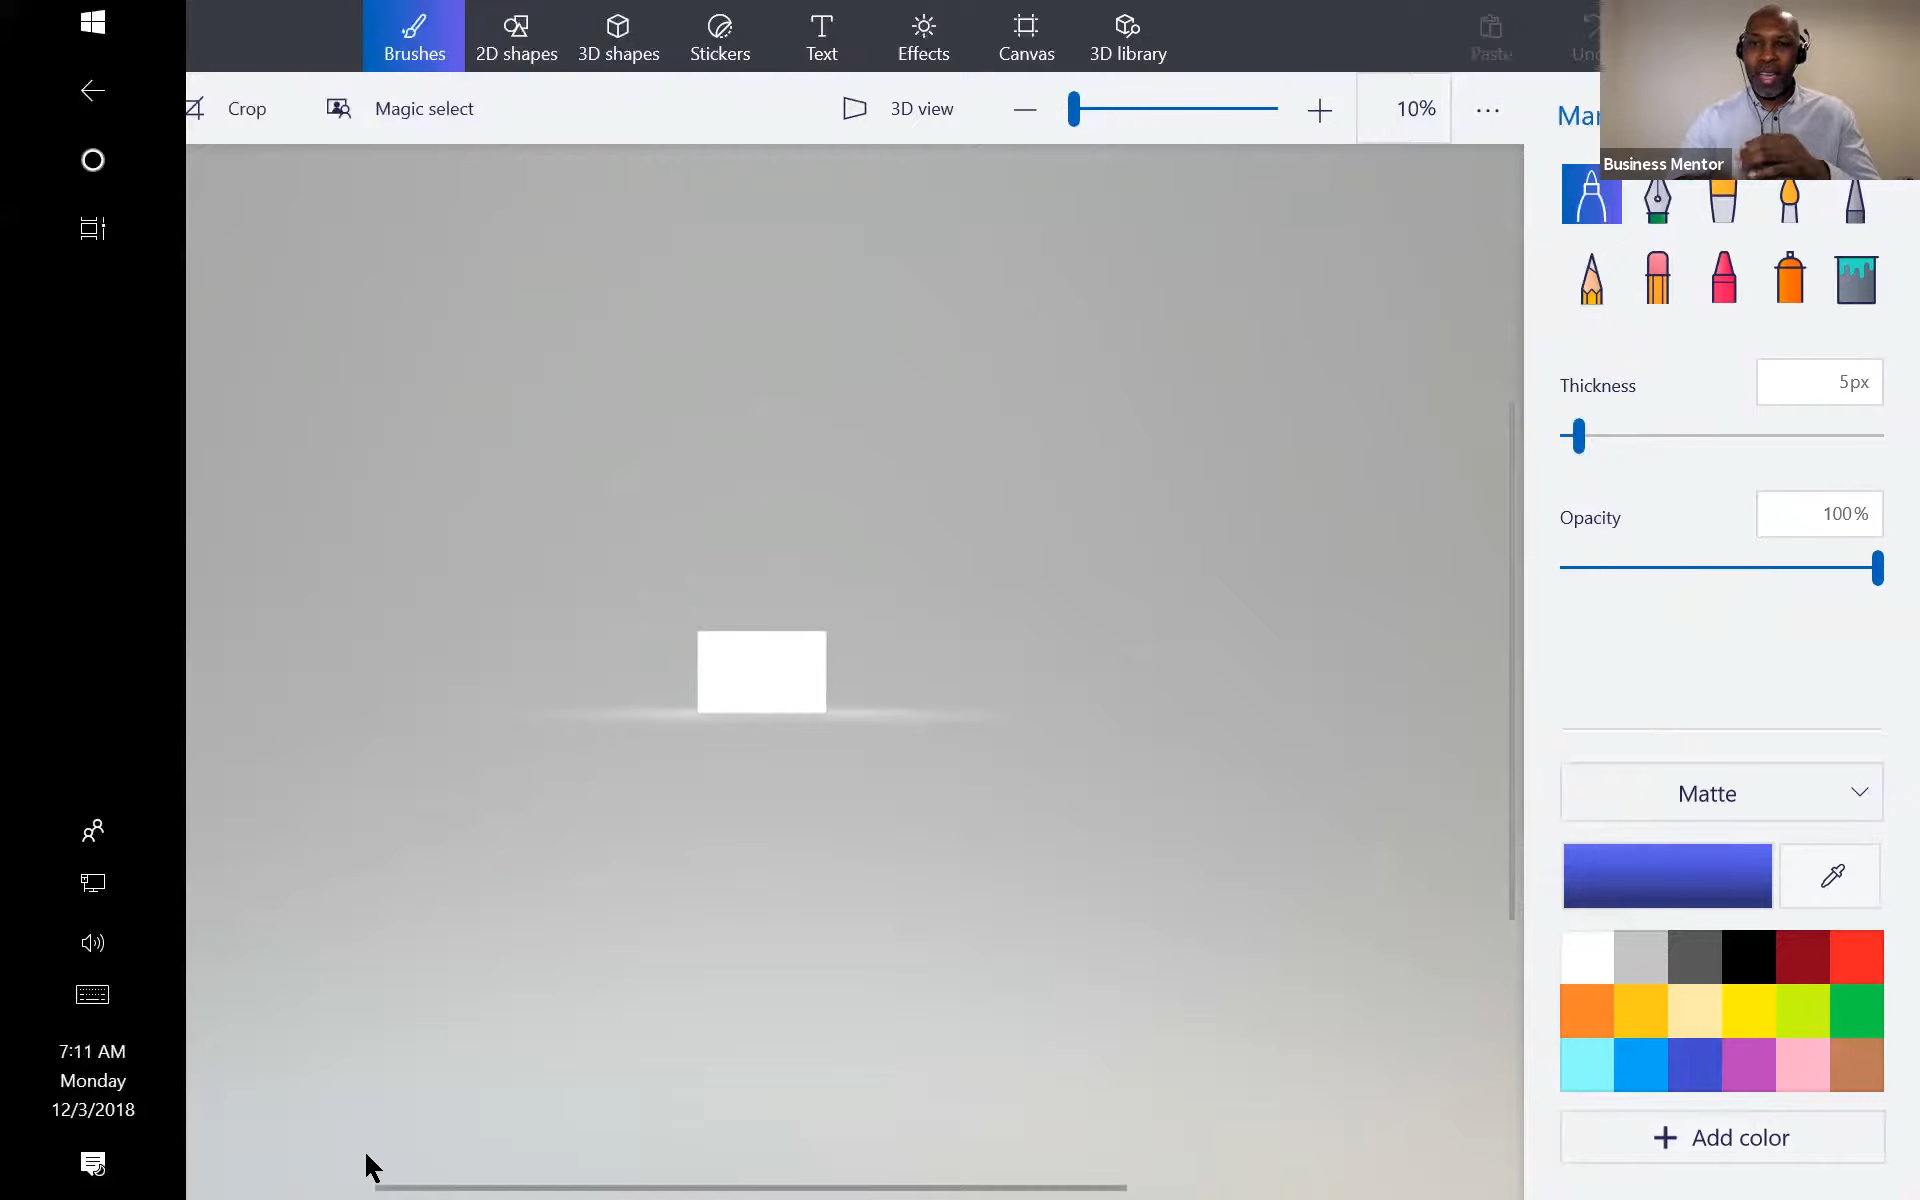 Brushes
2D shapes
3D shapes
Stickers
Text
Effects
Canvas
3D library
Paste
Crop
Magic select
3D view
10%
Business Mentor
Thickness
5px
Opacity
100%
Matte
Add color
7:11 AM
Monday
12/3/2018